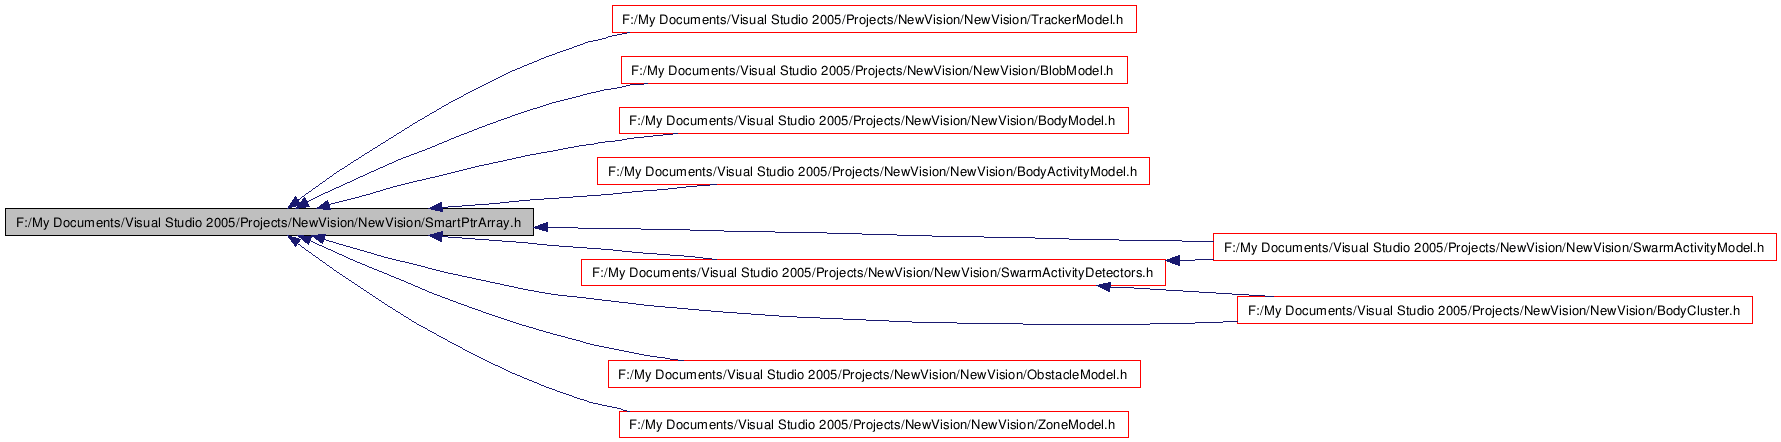 F:/My Documents/Visual Studio 2005/Projects/NewVision/NewVision/TrackerModel.h
F:/My Documents/Visual Studio 2005/Projects/NewVision/NewVision/BlobModel.h
F:/My Documents/Visual Studio 2005/Projects/NewVision/NewVision/BodyModel.h
F:/My Documents/Visual Studio 2005/Projects/NewVision/NewVision/BodyActivityModel.h
F:/My Documents/Visual Studio 2005/Projects/NewVision/NewVision/SmartPtrArray.h
F:/My Documents/Visual Studio 2005/Projects/NewVision/NewVision/SwarmActivityModel.h
F:/My Documents/Visual Studio 2005/Projects/NewVision/NewVision/SwarmActivityDetectors.h
F:/My Documents/Visual Studio 2005/Projects/NewVision/NewVision/BodyCluster.h
F:/My Documents/Visual Studio 2005/Projects/NewVision/NewVision/ObstacleModel.h
F:/My Documents/Visual Studio 2005/Projects/NewVision/NewVision/ZoneModel.h